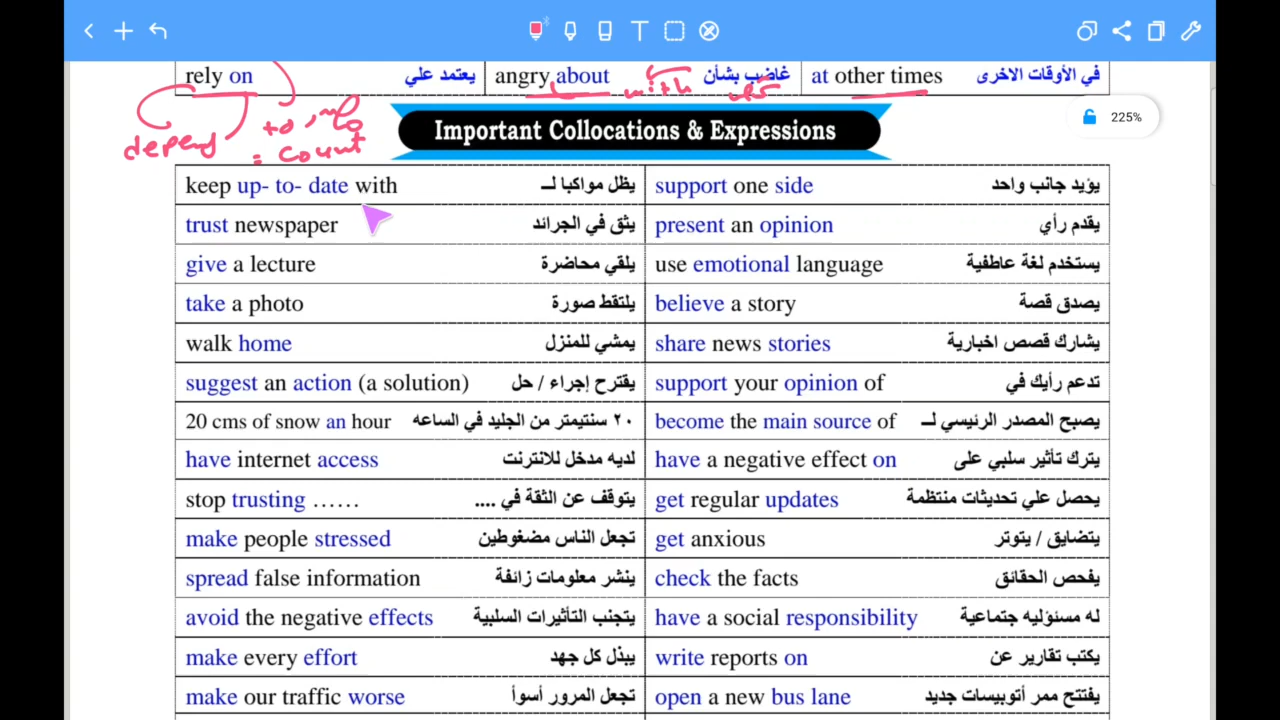 225%
rely on يعتمد علي angry about غاضب بشأن at other times في الأوقات الاخرى
with
depend
to
= count
Important Collocations & Expressions
keep up- to- date with يظل مواكبا لــ support one side يؤيد جانب واحد
trust newspaper يثق في الجرائد present an opinion يقدم رأي
give a lecture يلقي محاضرة use emotional language يستخدم لغة عاطفية
take a photo يلتقط صورة believe a story يصدق قصة
walk home يمشي للمنزل share news stories يشارك قصص اخبارية
suggest an action (a solution) يقترح إجراء / حل support your opinion of تدعم رأيك في
20 cms of snow an hour ٢٠ سنتيمتر من الجليد في الساعه become the main source of يصبح المصدر الرئيسي لــ
have internet access لديه مدخل للانترنت have a negative effect on يترك تأثير سلبي على
stop trusting …… يتوقف عن الثقة في .... get regular updates يحصل علي تحديثات منتظمة
make people stressed تجعل الناس مضغوطين get anxious يتضايق / يتوتر
spread false information ينشر معلومات زائفة check the facts يفحص الحقائق
avoid the negative effects يتجنب التأثيرات السلبية have a social responsibility له مسئوليه جتماعية
make every effort يبذل كل جهد write reports on يكتب تقارير عن
make our traffic worse تجعل المرور أسوأ open a new bus lane يفتتح ممر أتوبيسات جديد